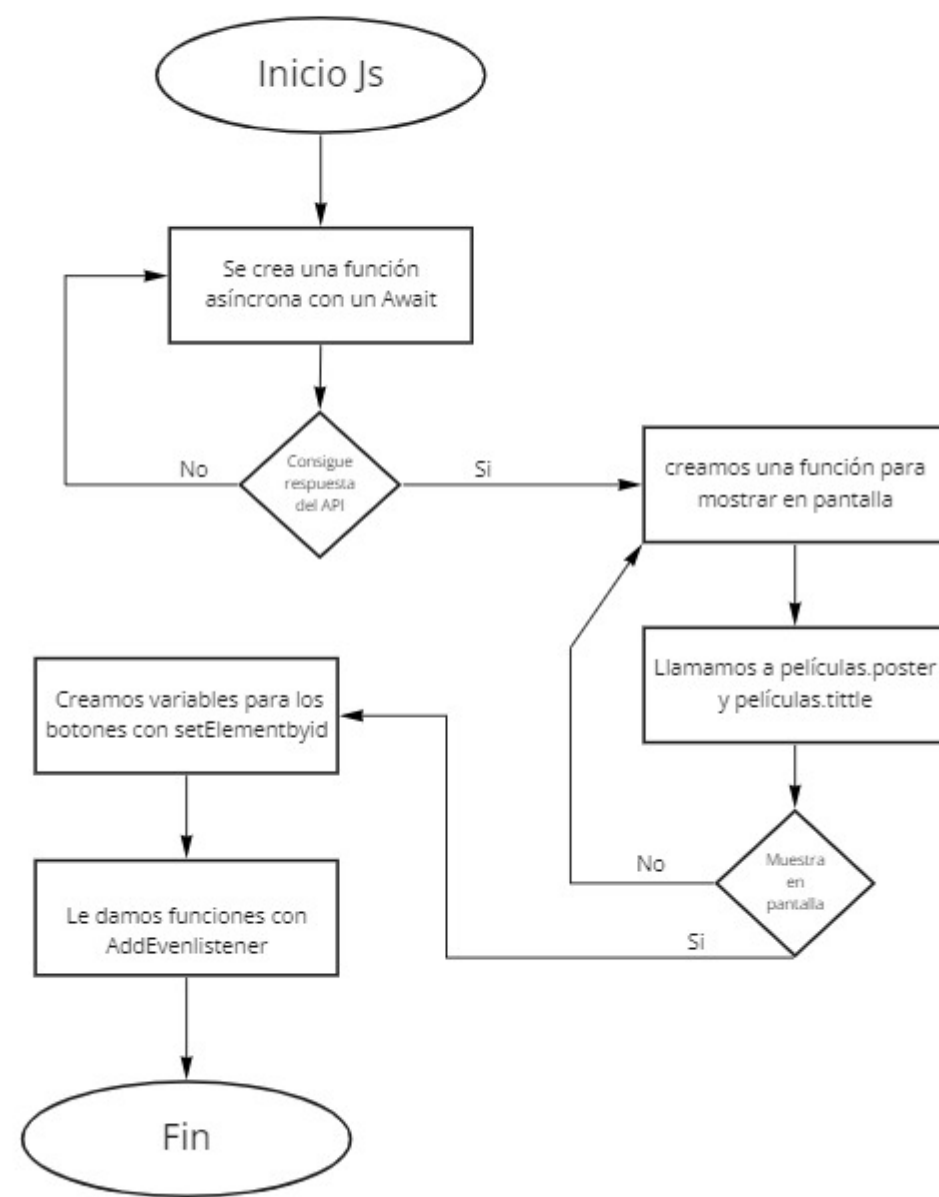 Inicio Js
Se crea una función
asíncrona con un Await
No
Consigue
respuesta
del API
Si
creamos una función para
mostrar en pantalla
Llamamos a películas.poster
y películas.tittle
Muestra
en
pantalla
No
Si
Creamos variables para los
botones con setElementbyid
Le damos funciones con
AddEvenlistener
Fin